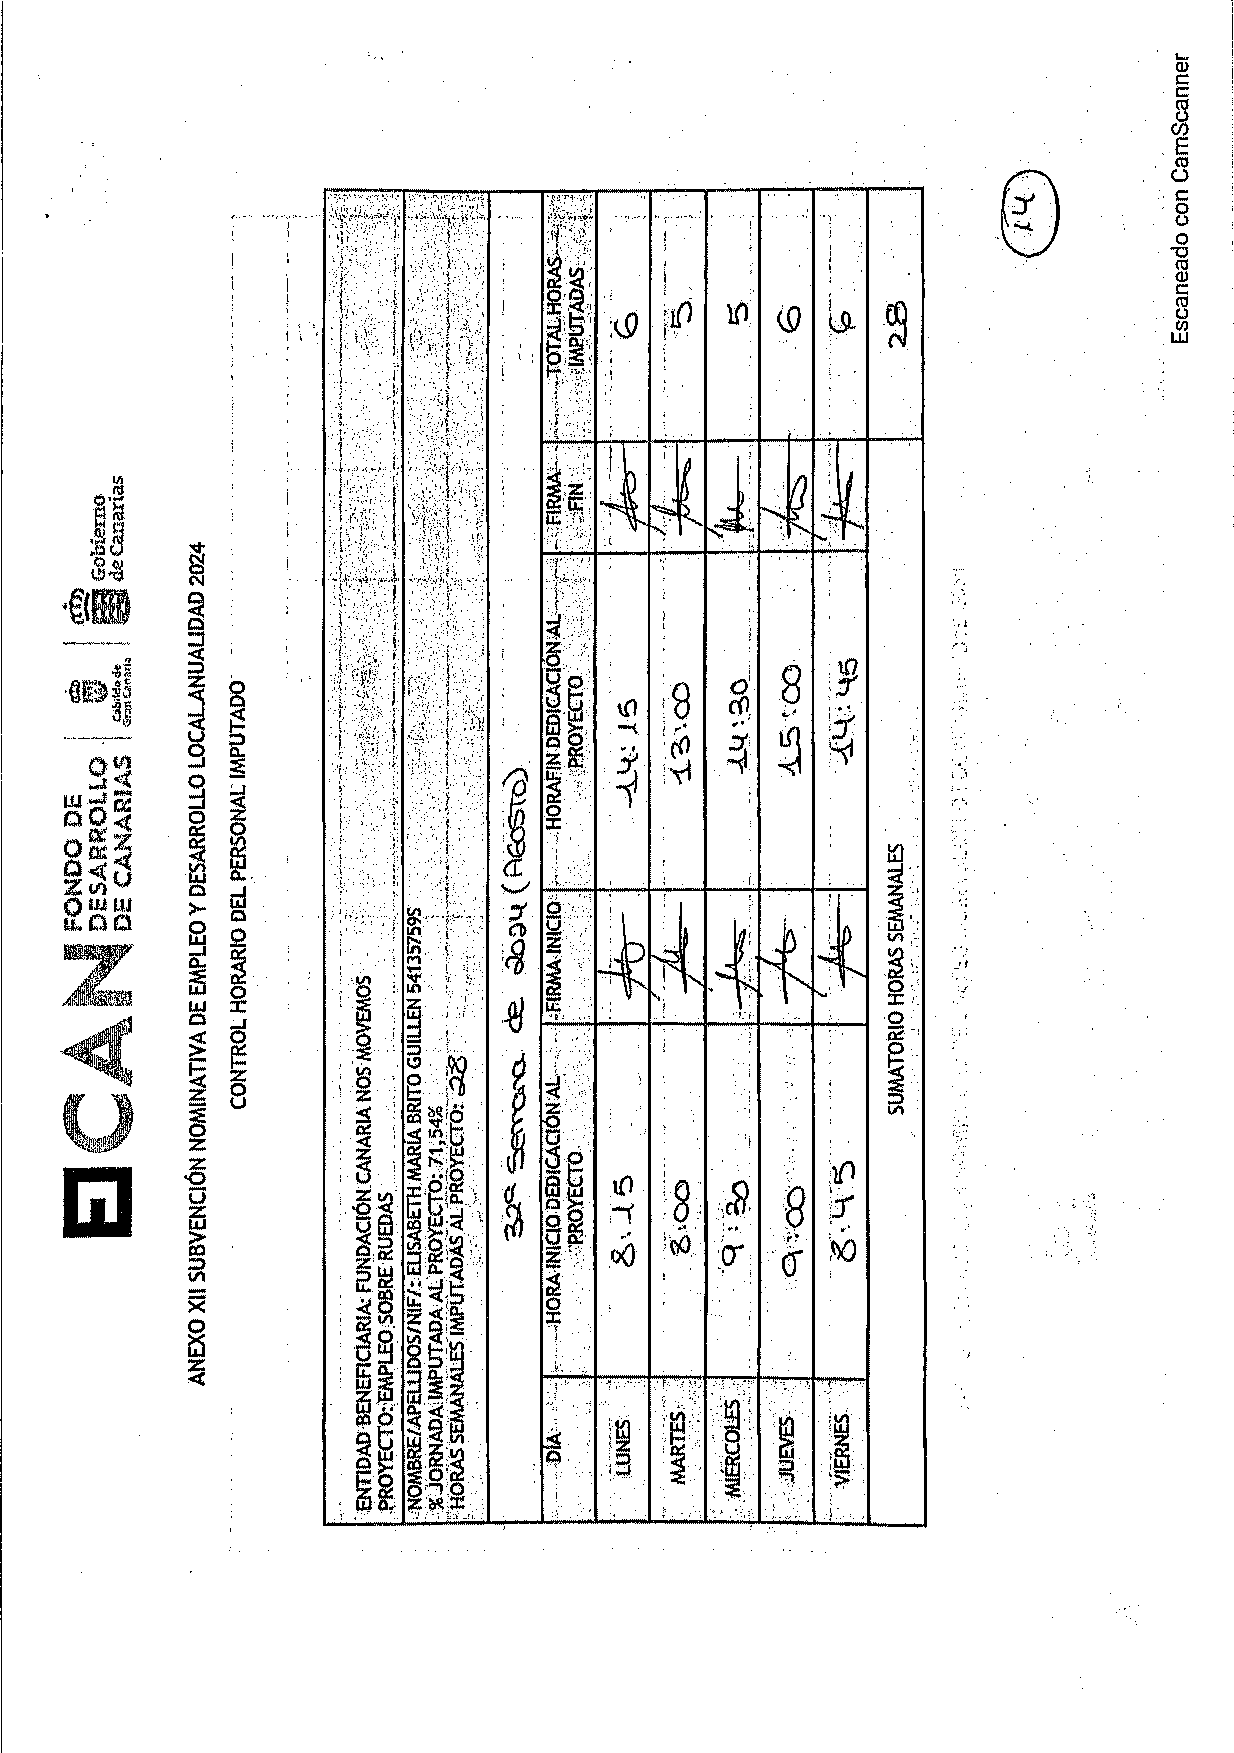 FDCAN FONDO DE
DESARROLLO
DE CANARIAS
Cabildo de
Gran Canaria
Gobierno
de Canarias
ANEXO XII SUBVENCIÓN NOMINATIVA DE EMPLEO Y DESARROLLO LOCAL ANUALIDAD 2024
CONTROL HORARIO DEL PERSONAL IMPUTADO
ENTIDAD BENEFICIARIA: FUNDACIÓN CANARIA NOS MOVEMOS
PROYECTO: EMPLEO SOBRE RUEDAS
NOMBRE/APELLIDOS/NIF/: ELISABETH MARÍA BRITO GUILLEN 54135759S
% JORNADA IMPUTADA AL PROYECTO: 71,54%
HORAS SEMANALES IMPUTADAS AL PROYECTO: 28
32ª Semana de 2024 (AGOSTO)
DÍA HORA INICIO DEDICACIÓN AL PROYECTO FIRMA INICIO HORA FIN DEDICACIÓN AL PROYECTO FIRMA FIN TOTAL HORAS IMPUTADAS
LUNES 8:15 14:15 6
MARTES 8:00 13:00 5
MIÉRCOLES 9:30 14:30 5
JUEVES 9:00 15:00 6
VIERNES 8:45 14:45 6
SUMATORIO HORAS SEMANALES 28
14
Escaneado con CamScanner